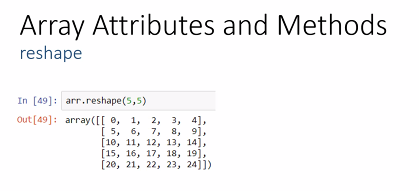 Array Attributes and Methods
reshape
In [49]: arr.reshape(5,5)
Out[49]: array([[ 0,  1,  2,  3,  4],
[ 5,  6,  7,  8,  9],
[10, 11, 12, 13, 14],
[15, 16, 17, 18, 19],
[20, 21, 22, 23, 24]])